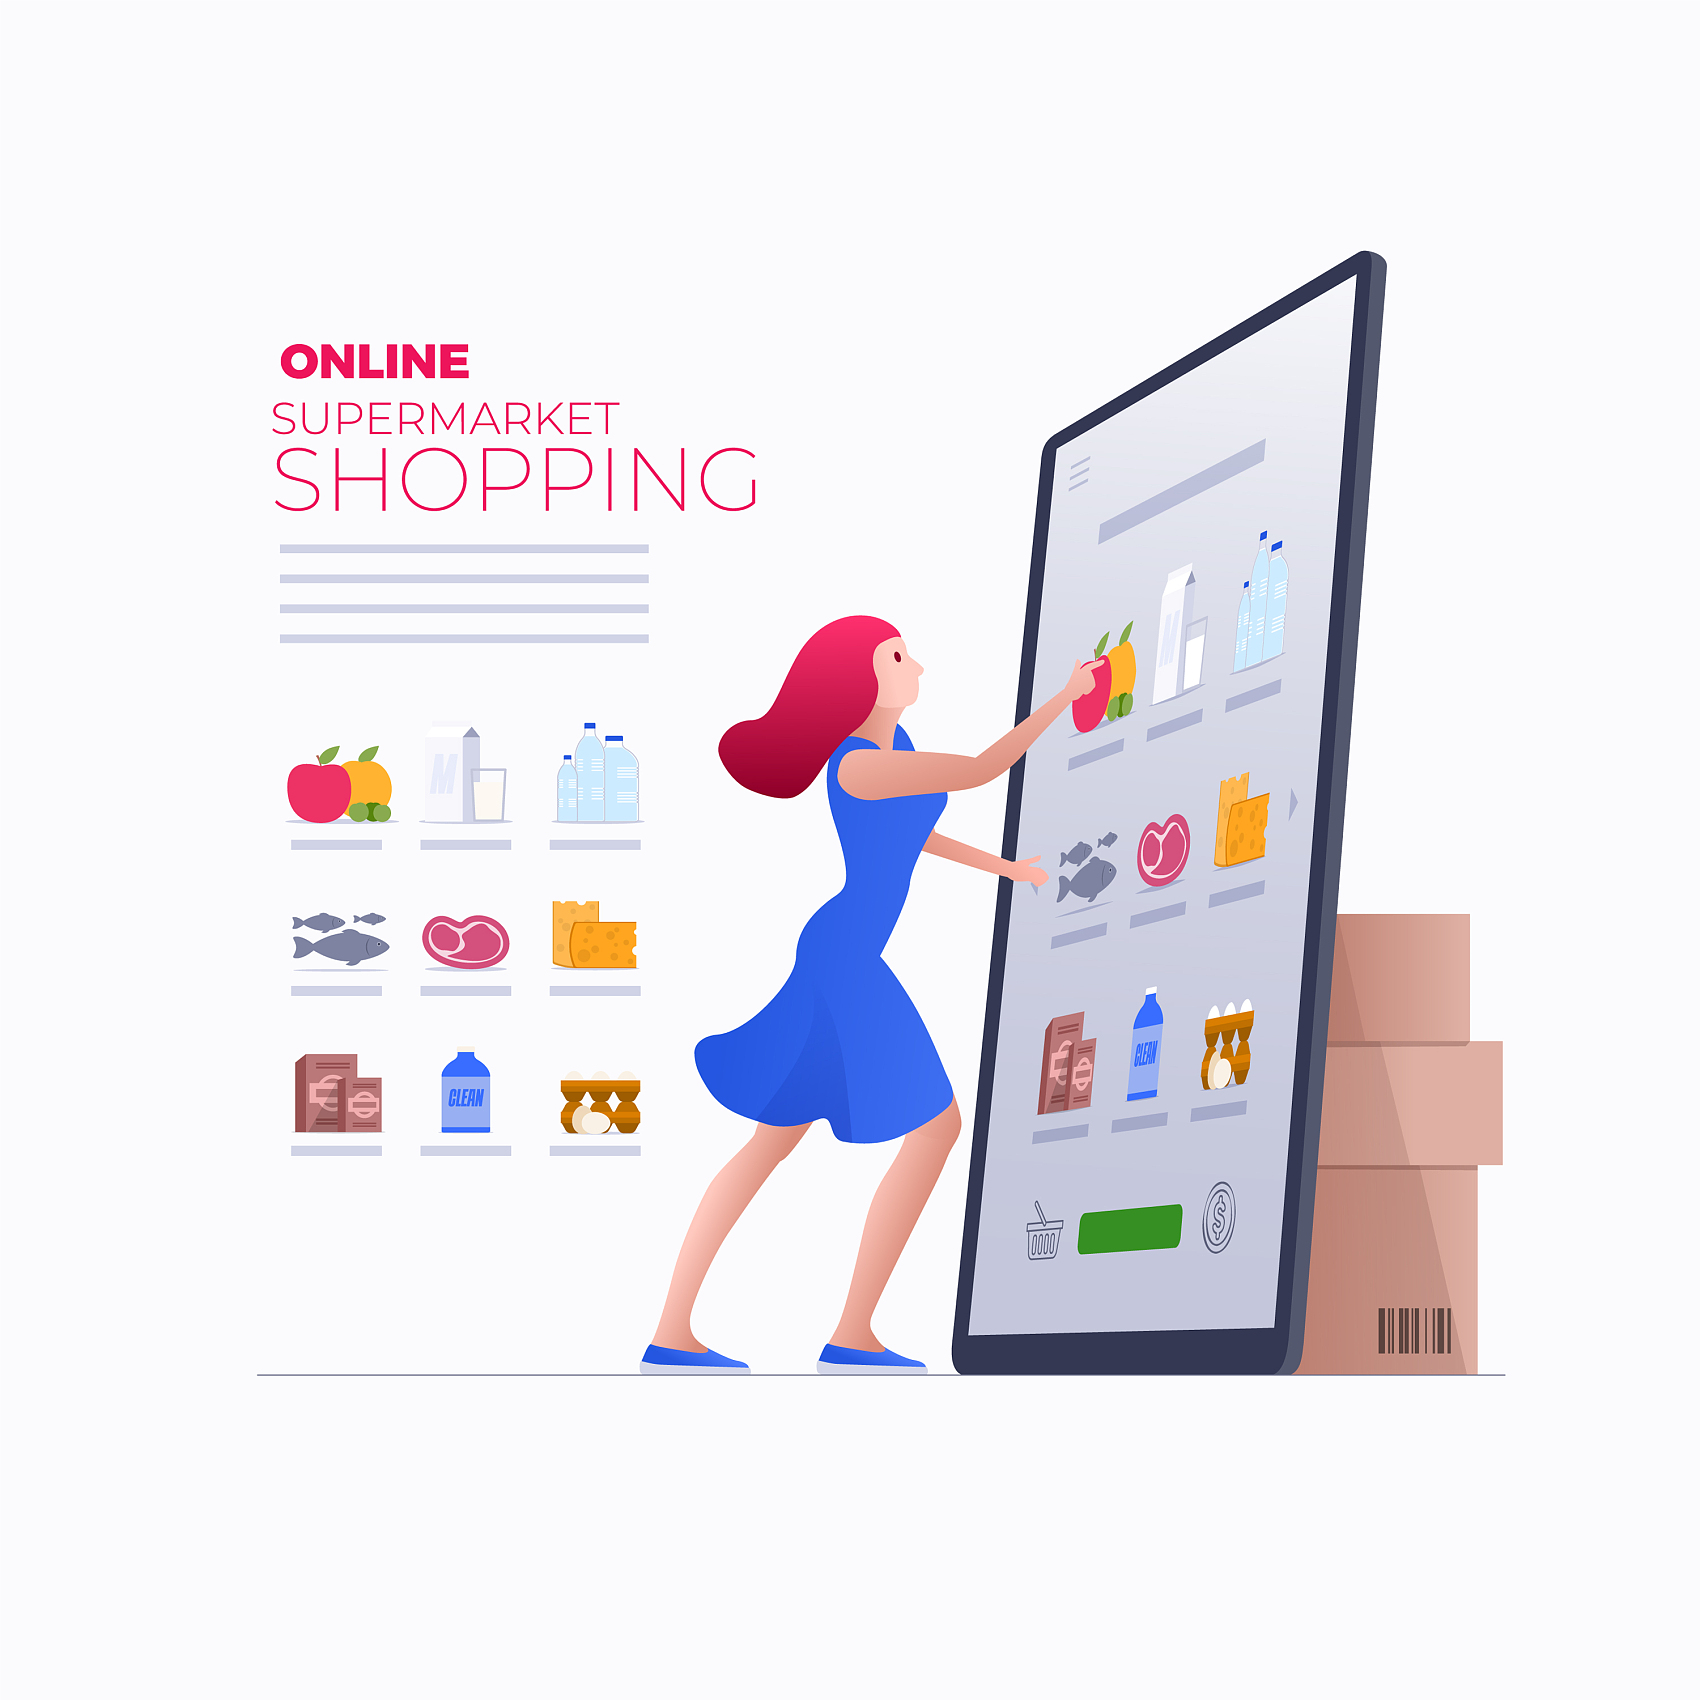 ONLINE
SUPERMARKET
SHOPPING
M
CLEAN
M
CLEAN
$